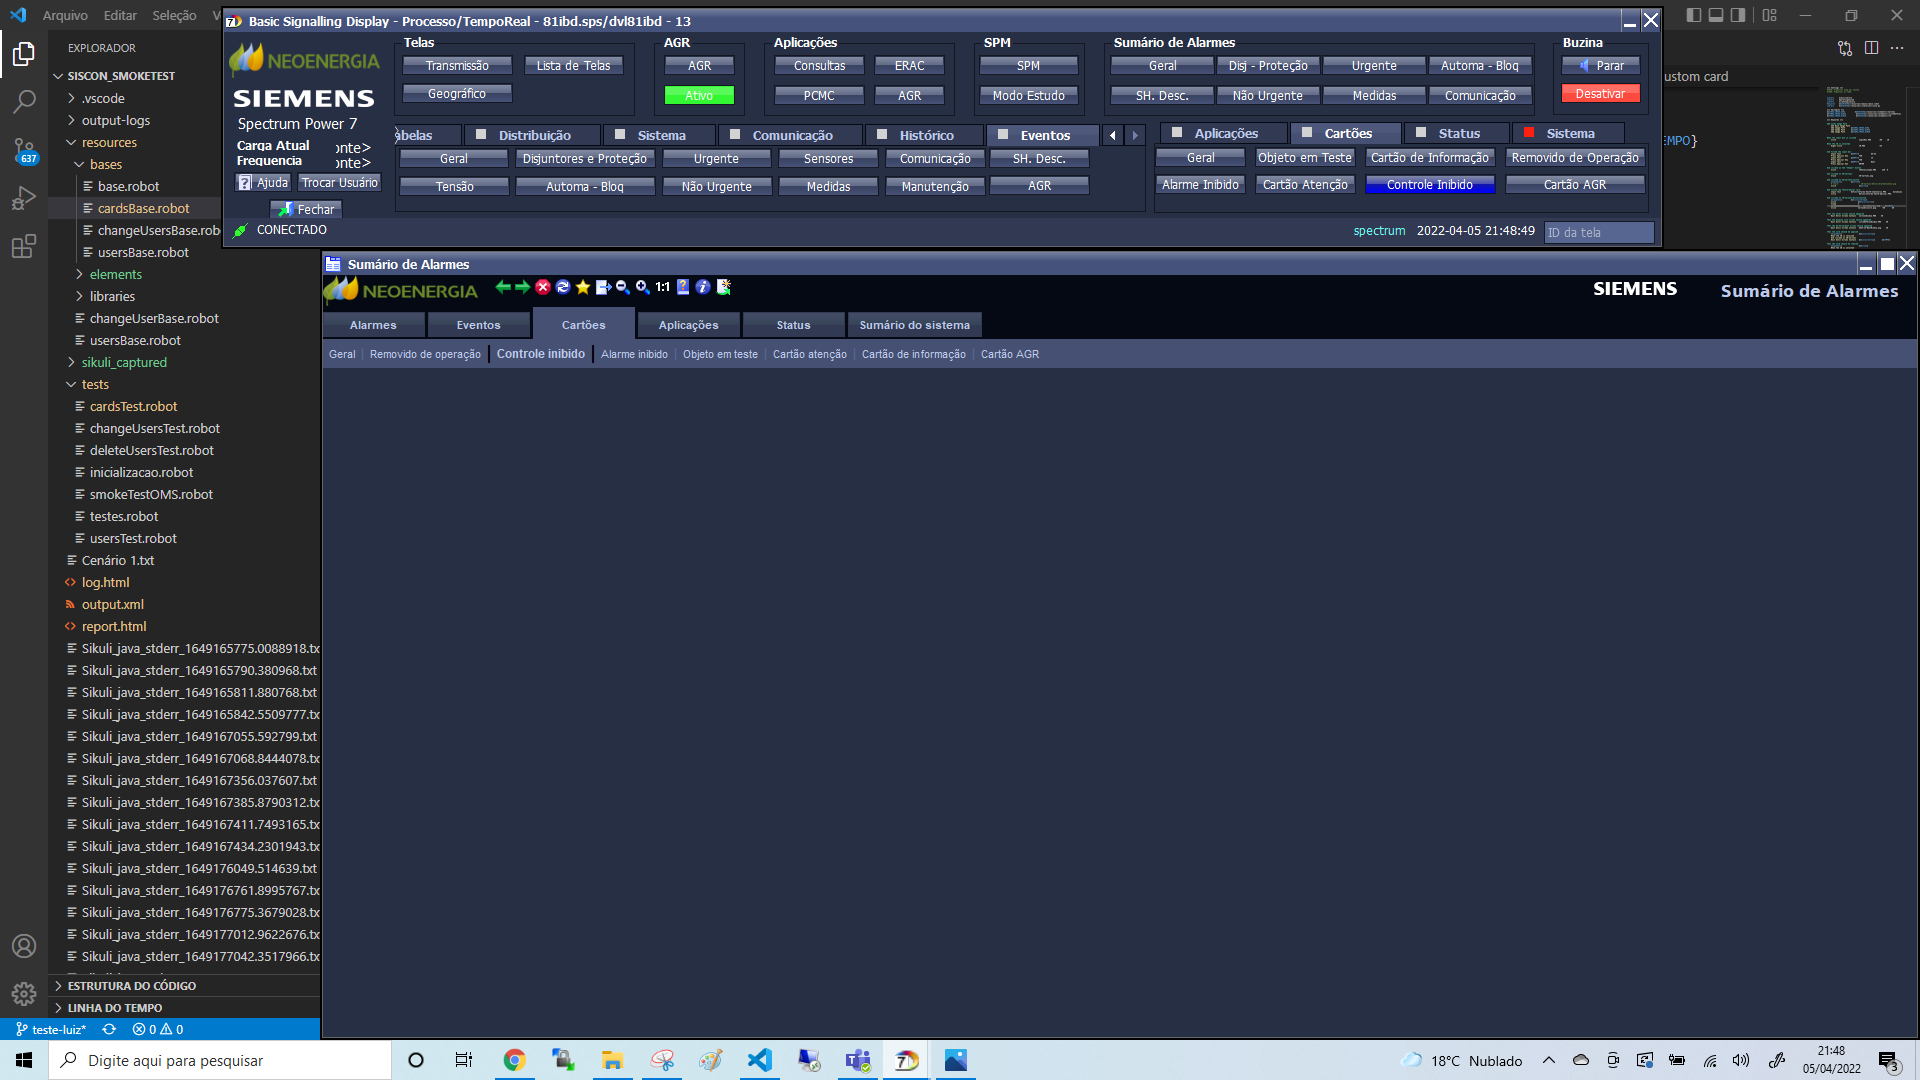 Arquivo Editar Seleção
Basic Signalling Display - Processo/TempoReal - 81ibd.sps/dvl81ibd - 13
EXPLORADOR
SISCON_SMOKETEST
.vscode
output-logs
resources
bases
base.robot
cardsBase.robot
changeUsersBase.rob
usersBase.robot
elements
libraries
changeUserBase.robot
usersBase.robot
sikuli_captured
tests
cardsTest.robot
changeUsersTest.robot
deleteUsersTest.robot
inicializacao.robot
smokeTestOMS.robot
testes.robot
usersTest.robot
Cenário 1.txt
log.html
output.xml
report.html
Sikuli_java_stderr_1649165775.0088918.tx
Sikuli_java_stderr_1649165790.380968.txt
Sikuli_java_stderr_1649165811.880768.txt
Sikuli_java_stderr_1649165842.5509777.tx
Sikuli_java_stderr_1649167055.592799.txt
Sikuli_java_stderr_1649167068.8444078.tx
Sikuli_java_stderr_1649167356.037607.txt
Sikuli_java_stderr_1649167385.8790312.tx
Sikuli_java_stderr_1649167411.7493165.tx
Sikuli_java_stderr_1649167434.2301943.tx
Sikuli_java_stderr_1649176049.514639.txt
Sikuli_java_stderr_1649176761.8995767.tx
Sikuli_java_stderr_1649176775.3679028.tx
Sikuli_java_stderr_1649177012.9622676.tx
Sikuli_java_stderr_1649177042.3517966.tx
ESTRUTURA DO CÓDIGO
LINHA DO TEMPO
637
teste-luiz* 0 0
NEOENERGIA
SIEMENS
Spectrum Power 7
Carga Atual onte>
Frequencia onte>
Ajuda Trocar Usuário
Fechar
CONECTADO
Telas
Transmissão Lista de Telas
Geográfico
AGR
AGR
Ativo
Aplicações
Consultas ERAC
PCMC AGR
SPM
SPM
Modo Estudo
Sumário de Alarmes
Geral Disj - Proteção Urgente Automa - Bloq
SH. Desc. Não Urgente Medidas Comunicação
Buzina
Parar
Desativar
belas Distribuição Sistema Comunicação Histórico Eventos
Geral Disjuntores e Proteção Urgente Sensores Comunicação SH. Desc.
Tensão Automa - Bloq Não Urgente Medidas Manutenção AGR
Aplicações Cartões Status Sistema
Geral Objeto em Teste Cartão de Informação Removido de Operação
Alarme Inibido Cartão Atenção Controle Inibido Cartão AGR
spectrum 2022-04-05 21:48:49 ID da tela
ustom card
EMPO}
Sumário de Alarmes
NEOENERGIA 1:1 SIEMENS Sumário de Alarmes
Alarmes Eventos Cartões Aplicações Status Sumário do sistema
Geral Removido de operação Controle inibido Alarme inibido Objeto em teste Cartão atenção Cartão de informação Cartão AGR
Digite aqui para pesquisar
18°C Nublado
21:48
05/04/2022
3